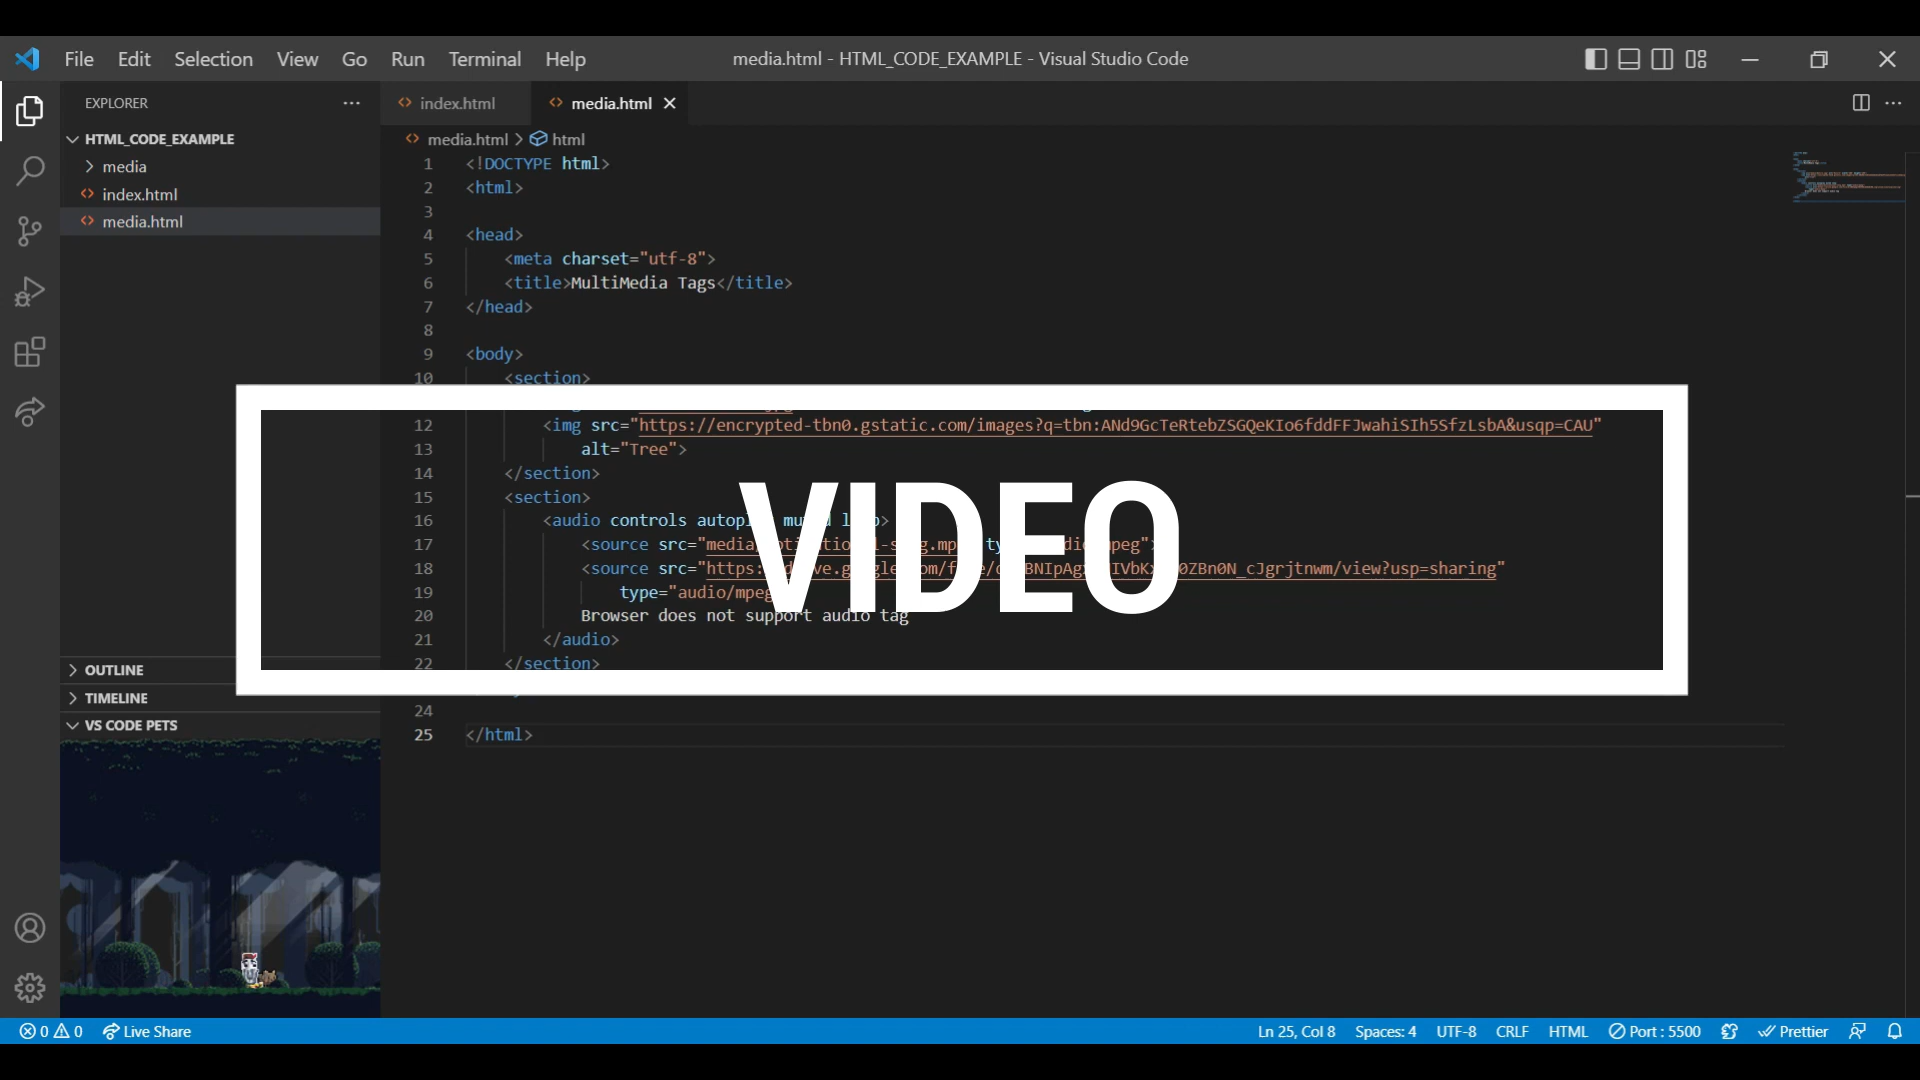 File Edit Selection View Go Run Terminal Help
media.html - HTML_CODE_EXAMPLE - Visual Studio Code
EXPLORER
HTML_CODE_EXAMPLE
media
index.html
media.html
OUTLINE
TIMELINE
VS CODE PETS
index.html media.html
media.html > html
1 <!DOCTYPE html>
2 <html>
3
4 <head>
5 <meta charset="utf-8">
6 <title>MultiMedia Tags</title>
7 </head>
8
9 <body>
10 <section>
12 <img src="https://encrypted-tbn0.gstatic.com/images?q=tbn:ANd9GcTeRtebZSGQeKIo6fddFFJwahiSIh5SfzLsbA&usqp=CAU"
13 alt="Tree">
14 </section>
15 <section>
16 <audio controls
17 <source src="media
18 <source src="https: /view?usp=sharing"
19 type="audio/mpeg
20 Browser does not support audio tag
21 </audio>
22 </section>
24
25 </html>
VIDEO
0 0 Live Share
Ln 25, Col 8 Spaces: 4 UTF-8 CRLF HTML Port : 5500 Prettier